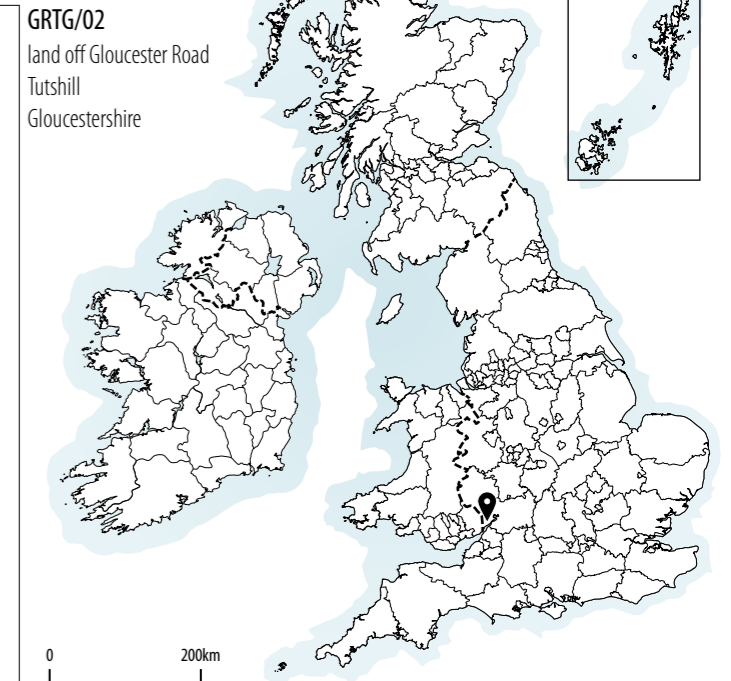 GRTG/02
land off Gloucester Road
Tutshill
Gloucestershire
0 200km